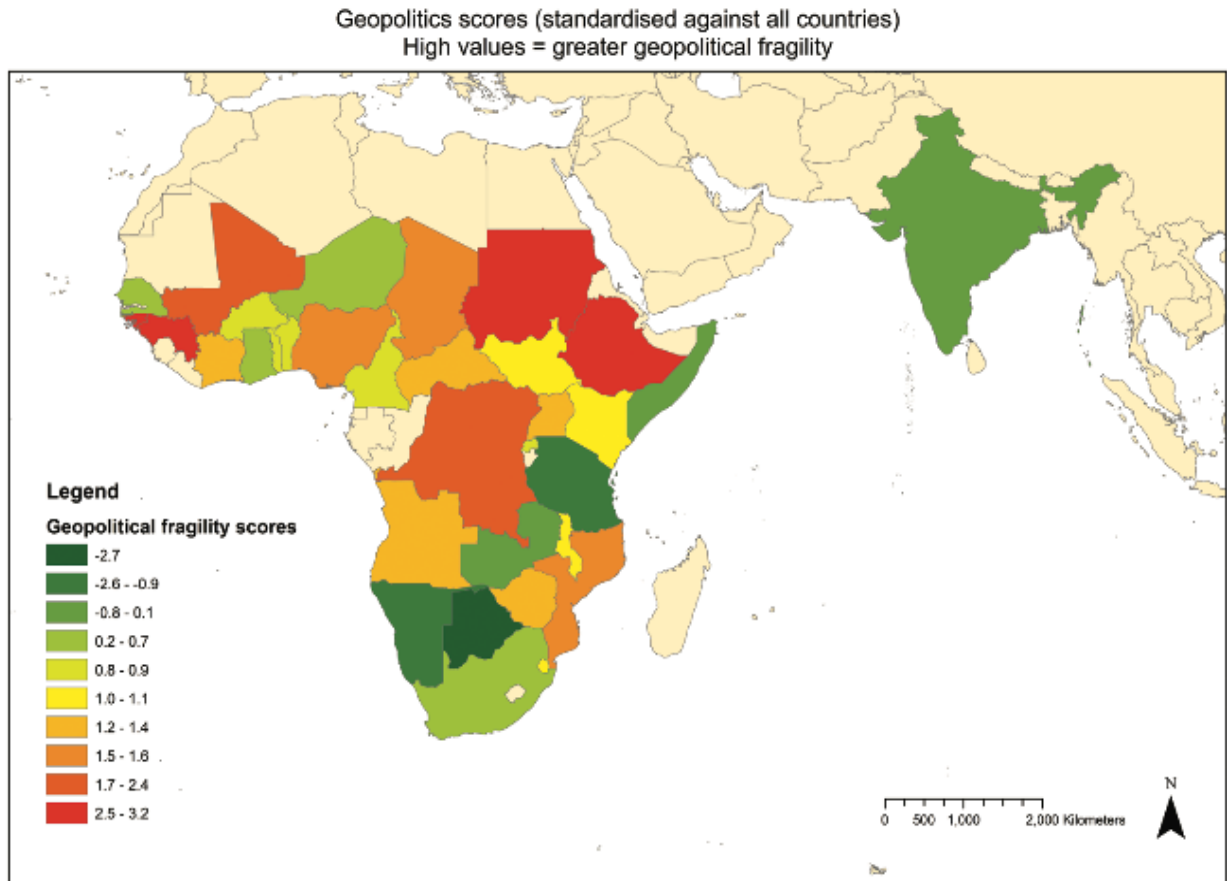 Geopolitics scores (standardised against all countries)
High values = greater geopolitical fragility
Legend
Geopolitical fragility scores
-2.7
-2.6 - -0.9
-0.8 - 0.1
0.2 - 0.7
0.8 - 0.9
1.0 - 1.1
1.2 - 1.4
1.5 - 1.6
1.7 - 2.4
2.5 - 3.2
N
0 500 1,000 2,000 Kilometers